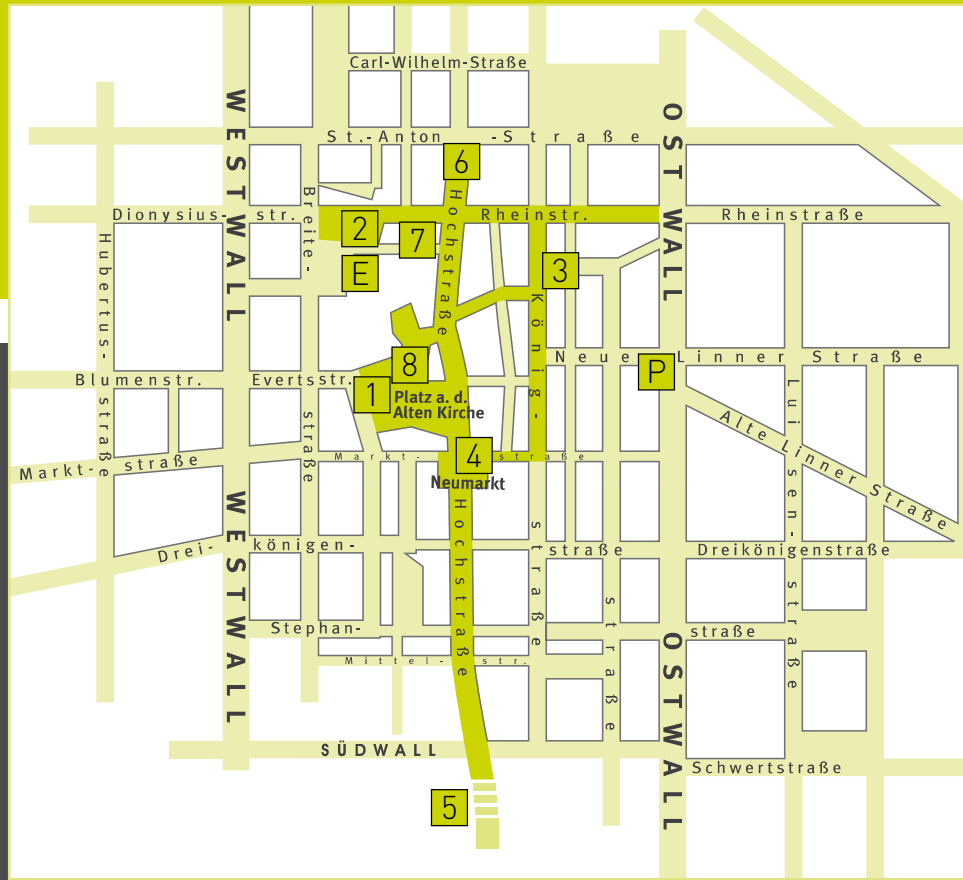 Carl-Wilhelm-Straße
St.-Anton-Straße
WESTWALL
OSTWALL
6
Breite-
Hochstraße
Dionysius-str.
Rheinstr.
Rheinstraße
2
7
3
E
Hubertus-
König-
Neue Linner Straße
8
P
Blumenstr.
Evertsstr.
1
Platz a. d.
Alten Kirche
Luisen-
Alte Linner Straße
straße
straße
Markt-straße
Markt-straße
4
Neumarkt
WESTWALL
Hochstraße
straße
Drei-königen-
straße
Dreikönigenstraße
straße
straße
Stephan-
straße
OSTWALL
Mittel-str.
SÜDWALL
Schwertstraße
5